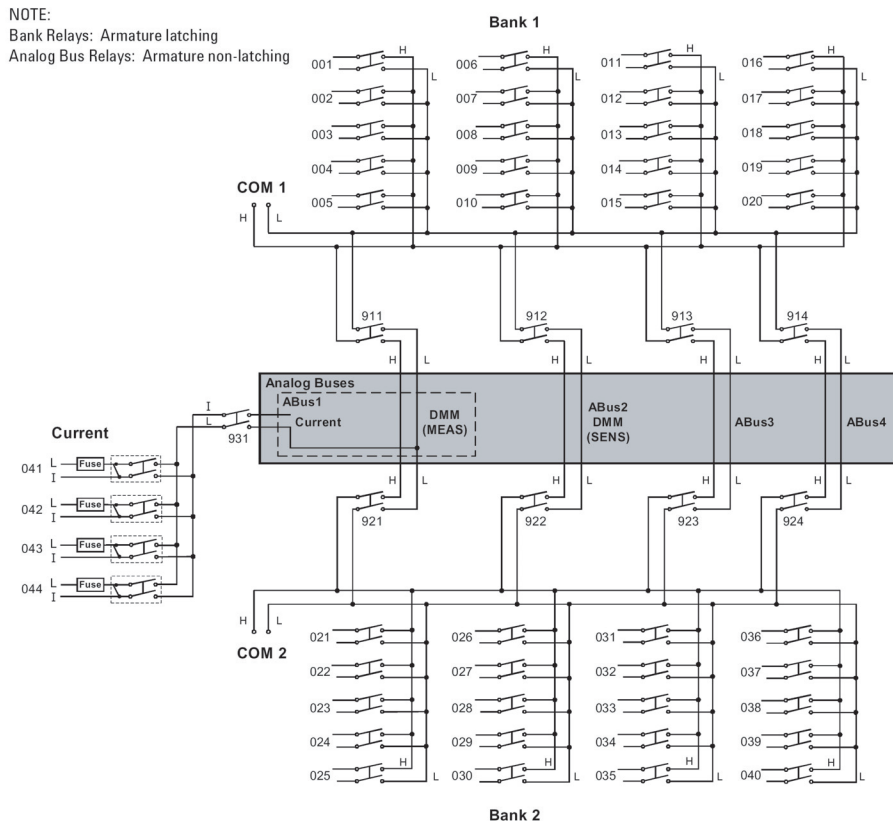 NOTE:
Bank Relays: Armature latching
Analog Bus Relays: Armature non-latching
Bank 1
H H H H
001 006 011 016
L L L L
002 007 012 017
003 008 013 018
004 009 014 019
COM 1
005 010 015 020
H L
911 912 913 914
H L H L H L H L
Analog Buses
ABus1
I
Current
DMM
(MEAS)
ABus2
DMM
(SENS)
ABus3
ABus4
L
931
Current
041 L Fuse
I
042 L Fuse
I
043 L Fuse
I
044 L Fuse
I
H L H L H L H L
921 922 923 924
H L
COM 2
021 026 031 036
022 027 032 037
023 028 033 038
024 029 034 039
H H H H
025 030 035 040
L L L L
Bank 2